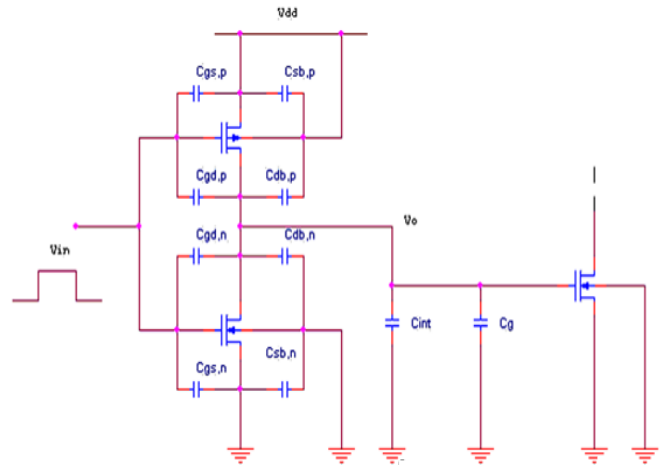 Vdd
Cgs,p
Csb,p
Cgd,p
Cdb,p
Vin
Cgd,n
Cdb,n
Vo
Cint
Cg
Cgs,n
Csb,n